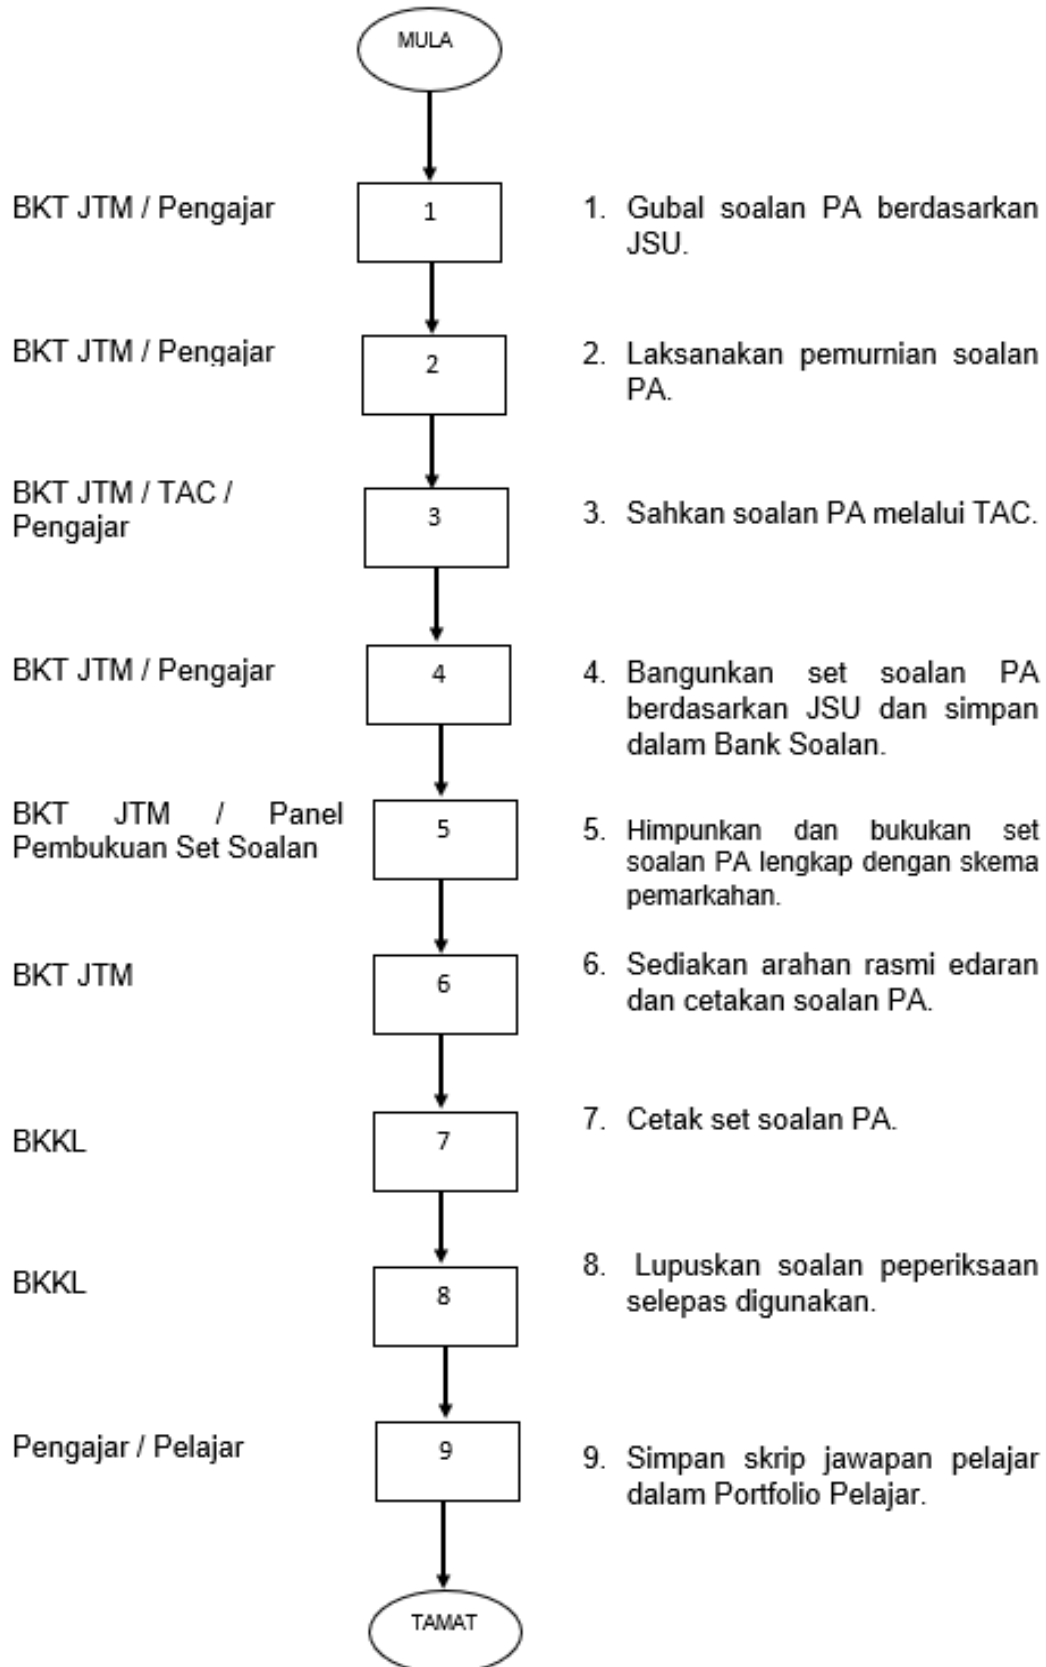 MULA
BKT JTM / Pengajar
1
1. Gubal soalan PA berdasarkan
JSU.
BKT JTM / Pengajar
2
2. Laksanakan pemurnian soalan
PA.
BKT JTM / TAC /
Pengajar
3
3. Sahkan soalan PA melalui TAC.
BKT JTM / Pengajar
4
4. Bangunkan set soalan PA
berdasarkan JSU dan simpan
dalam Bank Soalan.
BKT JTM / Panel
Pembukuan Set Soalan
5
5. Himpunkan dan bukukan set
soalan PA lengkap dengan skema
pemarkahan.
BKT JTM
6
6. Sediakan arahan rasmi edaran
dan cetakan soalan PA.
BKKL
7
7. Cetak set soalan PA.
BKKL
8
8. Lupuskan soalan peperiksaan
selepas digunakan.
Pengajar / Pelajar
9
9. Simpan skrip jawapan pelajar
dalam Portfolio Pelajar.
TAMAT